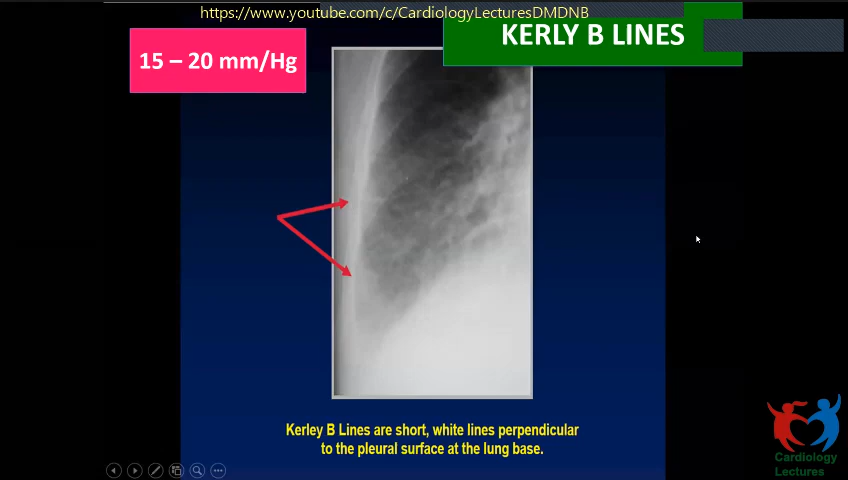 https://www.youtube.com/c/CardiologyLecturesDMDNB
KERLY B LINES
15 – 20 mm/Hg
Kerley B Lines are short, white lines perpendicular
to the pleural surface at the lung base.
Cardiology
Lectures